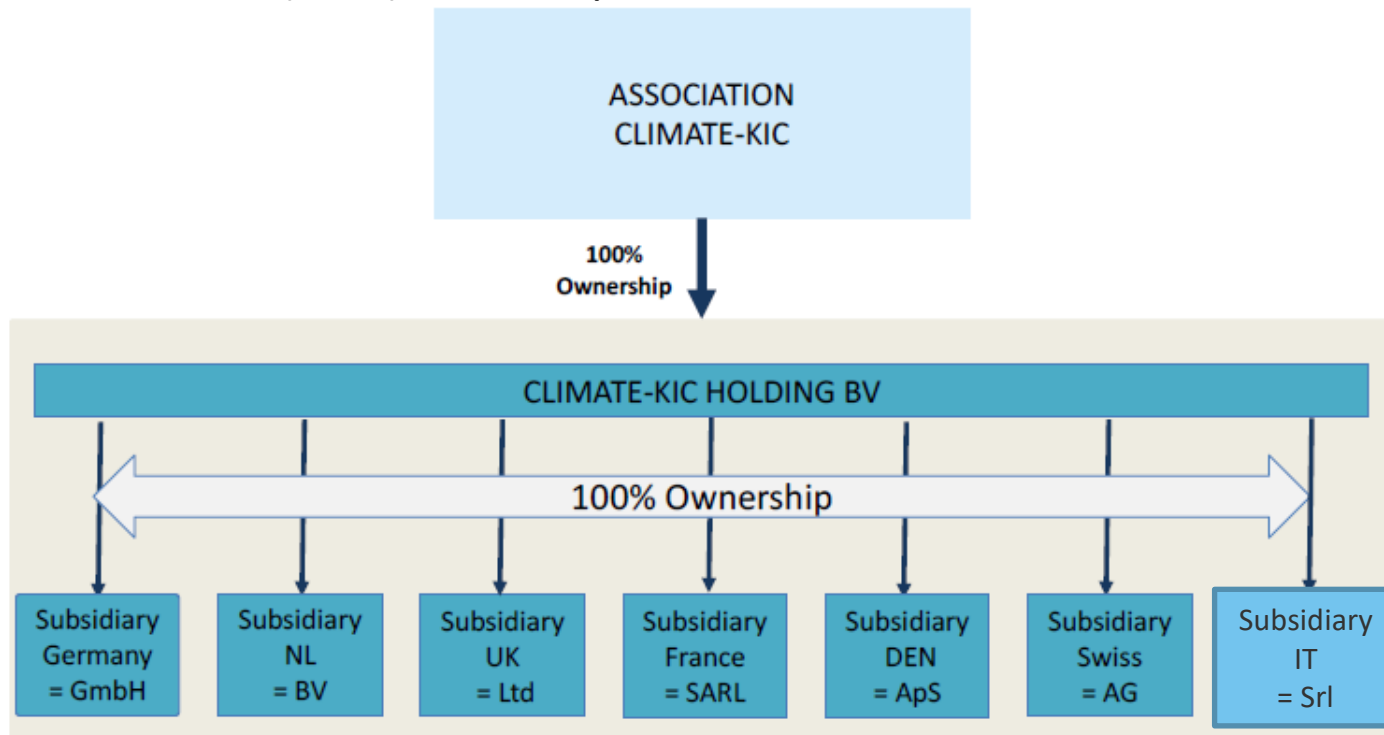 ASSOCIATION
CLIMATE-KIC
100%
Ownership
CLIMATE-KIC HOLDING BV
100% Ownership
Subsidiary
Germany
= GmbH
Subsidiary
NL
= BV
Subsidiary
UK
= Ltd
Subsidiary
France
= SARL
Subsidiary
DEN
= ApS
Subsidiary
Swiss
= AG
Subsidiary
IT
= Srl